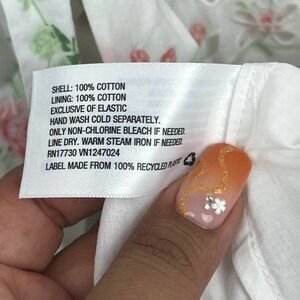 SHELL: 100% COTTON
LINING: 100% COTTON
EXCLUSIVE OF ELASTIC
HAND WASH COLD SEPARATELY.
ONLY NON-CHLORINE BLEACH IF NEEDED.
LINE DRY. WARM STEAM IRON IF NEEDED.
RN17730 VN1247024
LABEL MADE FROM 100% RECYCLED PLASTIC